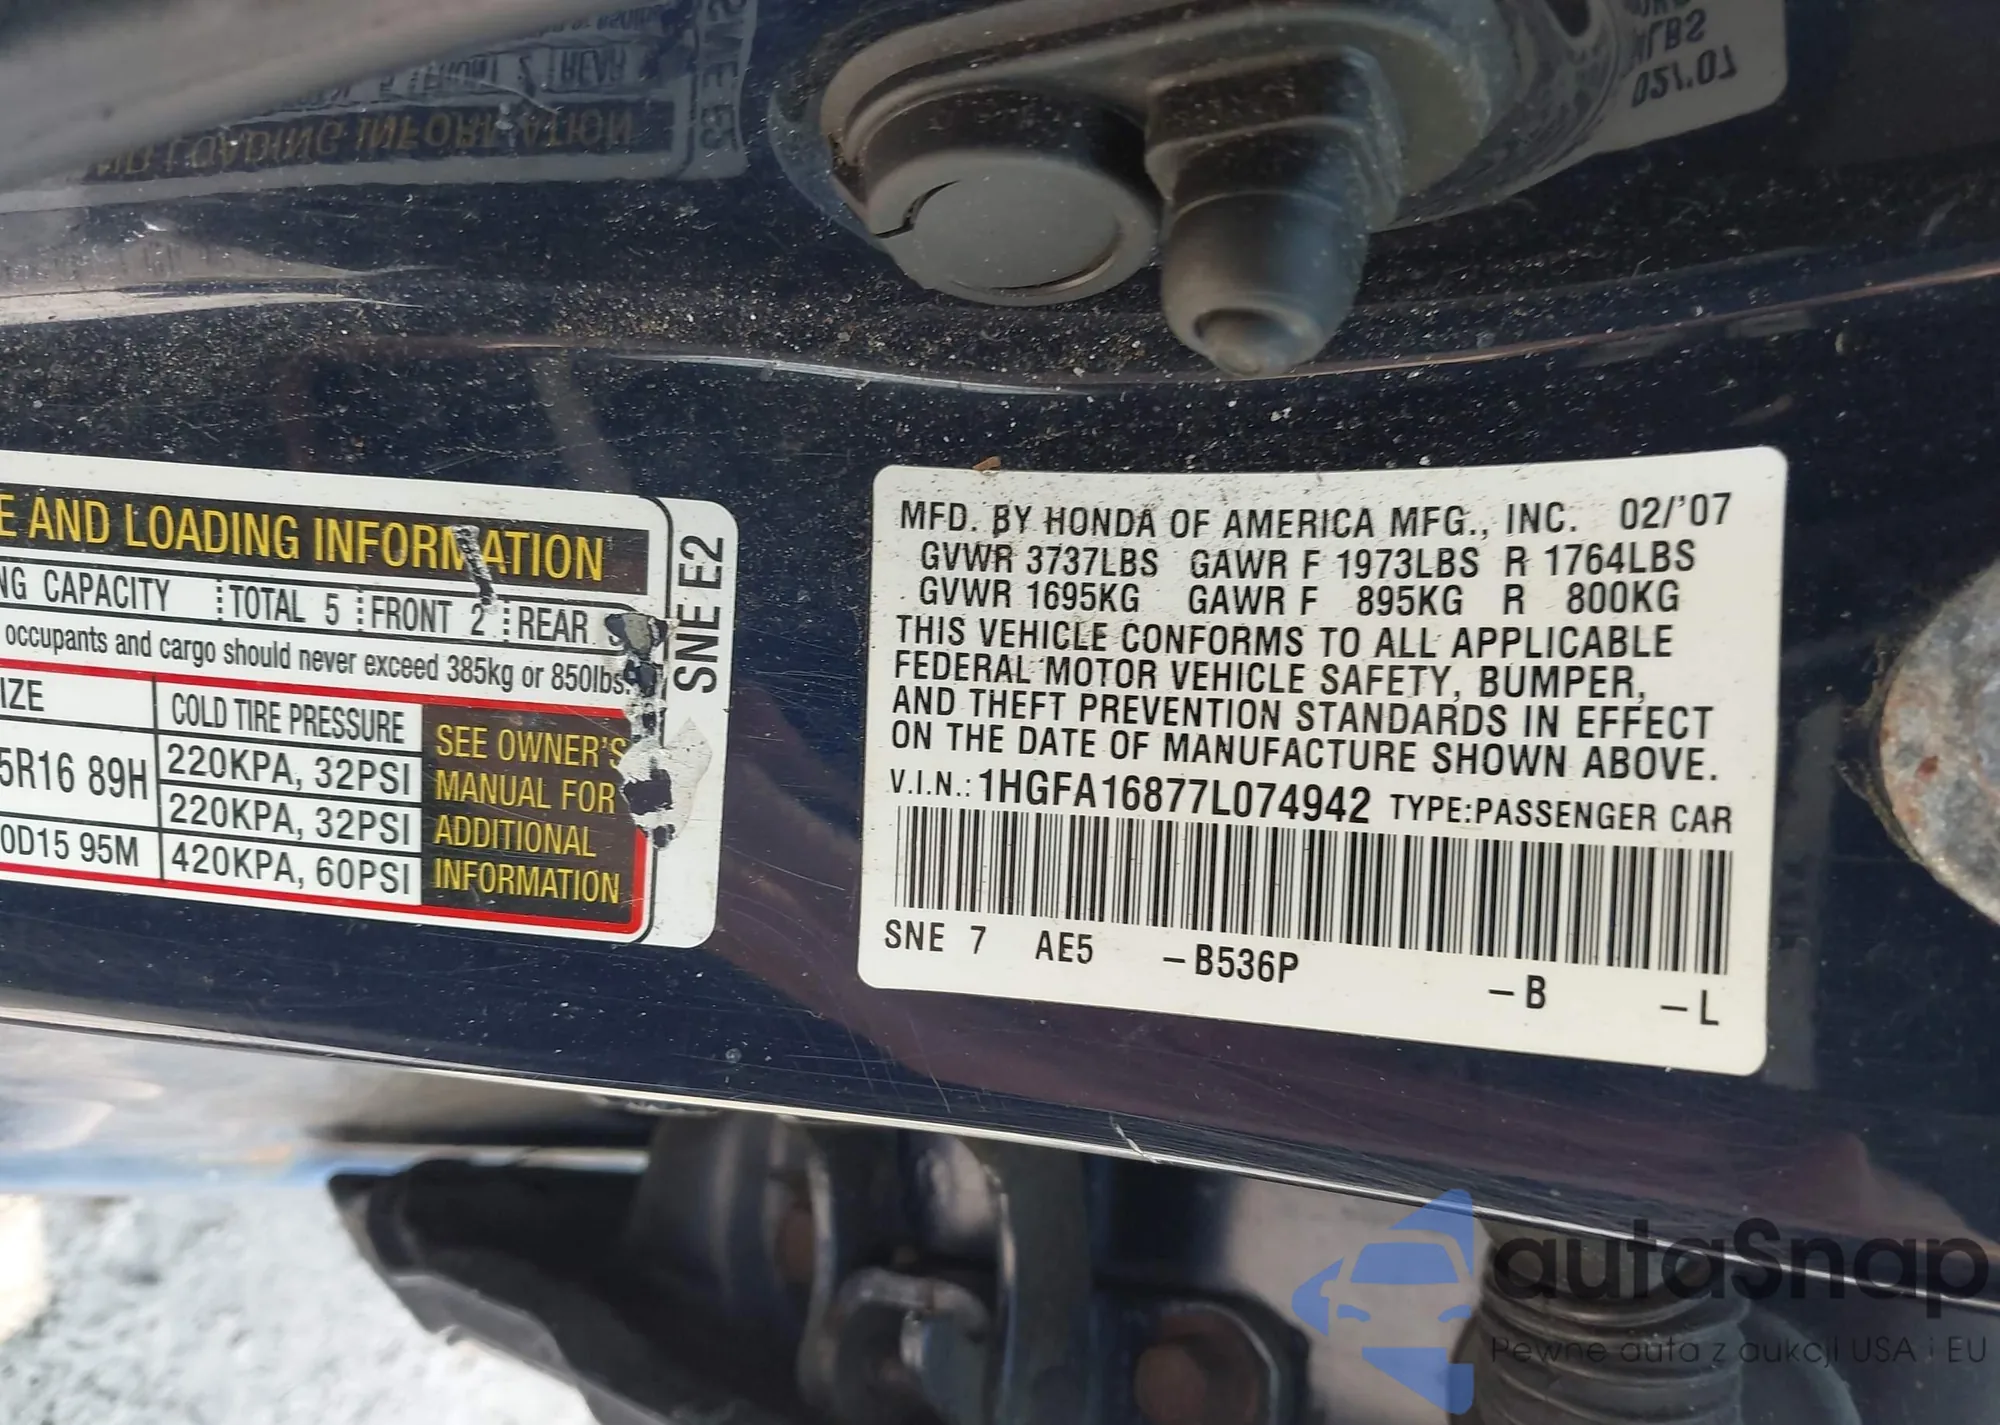 E AND LOADING INFORMATION
NG CAPACITY TOTAL 5 FRONT 2 REAR
occupants and cargo should never exceed 385kg or 850lbs.
IZE COLD TIRE PRESSURE
5R16 89H 220KPA, 32PSI
220KPA, 32PSI
0D15 95M 420KPA, 60PSI
SEE OWNER'S
MANUAL FOR
ADDITIONAL
INFORMATION
SNE E2
MFD. BY HONDA OF AMERICA MFG., INC. 02/'07
GVWR 3737LBS GAWR F 1973LBS R 1764LBS
GVWR 1695KG GAWR F 895KG R 800KG
THIS VEHICLE CONFORMS TO ALL APPLICABLE
FEDERAL MOTOR VEHICLE SAFETY, BUMPER,
AND THEFT PREVENTION STANDARDS IN EFFECT
ON THE DATE OF MANUFACTURE SHOWN ABOVE.
V.I.N.: 1HGFA16877L074942 TYPE:PASSENGER CAR
SNE 7 AE5 -B536P -B -L
autaSnap
Pewne auta z aukcji USA i EU